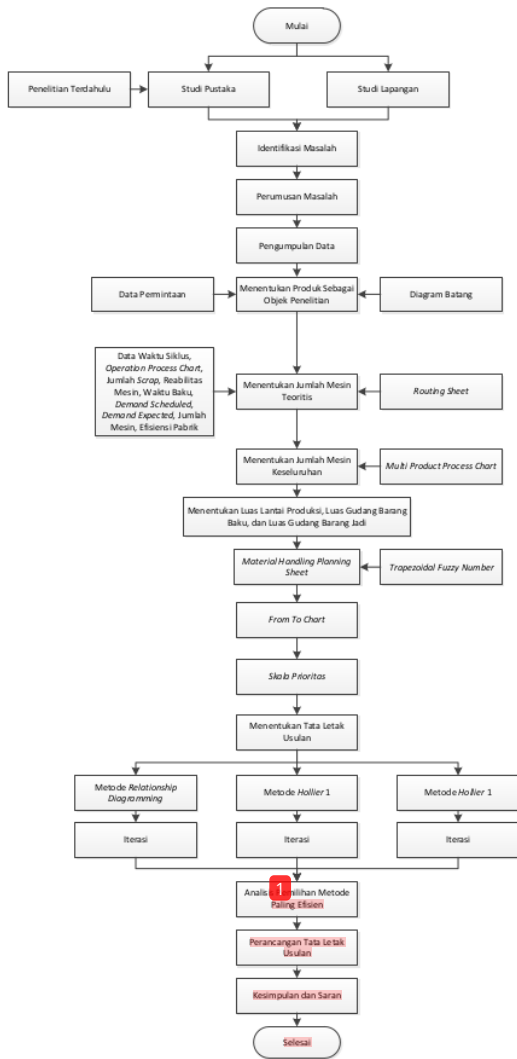 Mulai
Penelitian Terdahulu
Studi Pustaka
Studi Lapangan
Identifikasi Masalah
Perumusan Masalah
Pengumpulan Data
Data Permintaan
Menentukan Produk Sebagai
Objek Penelitian
Diagram Batang
Data Waktu Siklus,
Operation Process Chart,
Jumlah Scrap, Reabilitas
Mesin, Waktu Baku,
Demand Scheduled,
Demand Expected, Jumlah
Mesin, Efisiensi Pabrik
Menentukan Jumlah Mesin
Teoritis
Routing Sheet
Menentukan Jumlah Mesin
Keseluruhan
Multi Product Process Chart
Menentukan Luas Lantai Produksi, Luas Gudang Barang
Baku, dan Luas Gudang Barang Jadi
Material Handling Planning
Sheet
Trapezoidal Fuzzy Number
From To Chart
Skala Prioritas
Menentukan Tata Letak
Usulan
Metode Relationship
Diagramming
Metode Hollier 1
Metode Hollier 1
Iterasi
Iterasi
Iterasi
1
Analisis Metode
Paling Efisien
Perancangan Tata Letak
Usulan
Kesimpulan dan Saran
Selesai